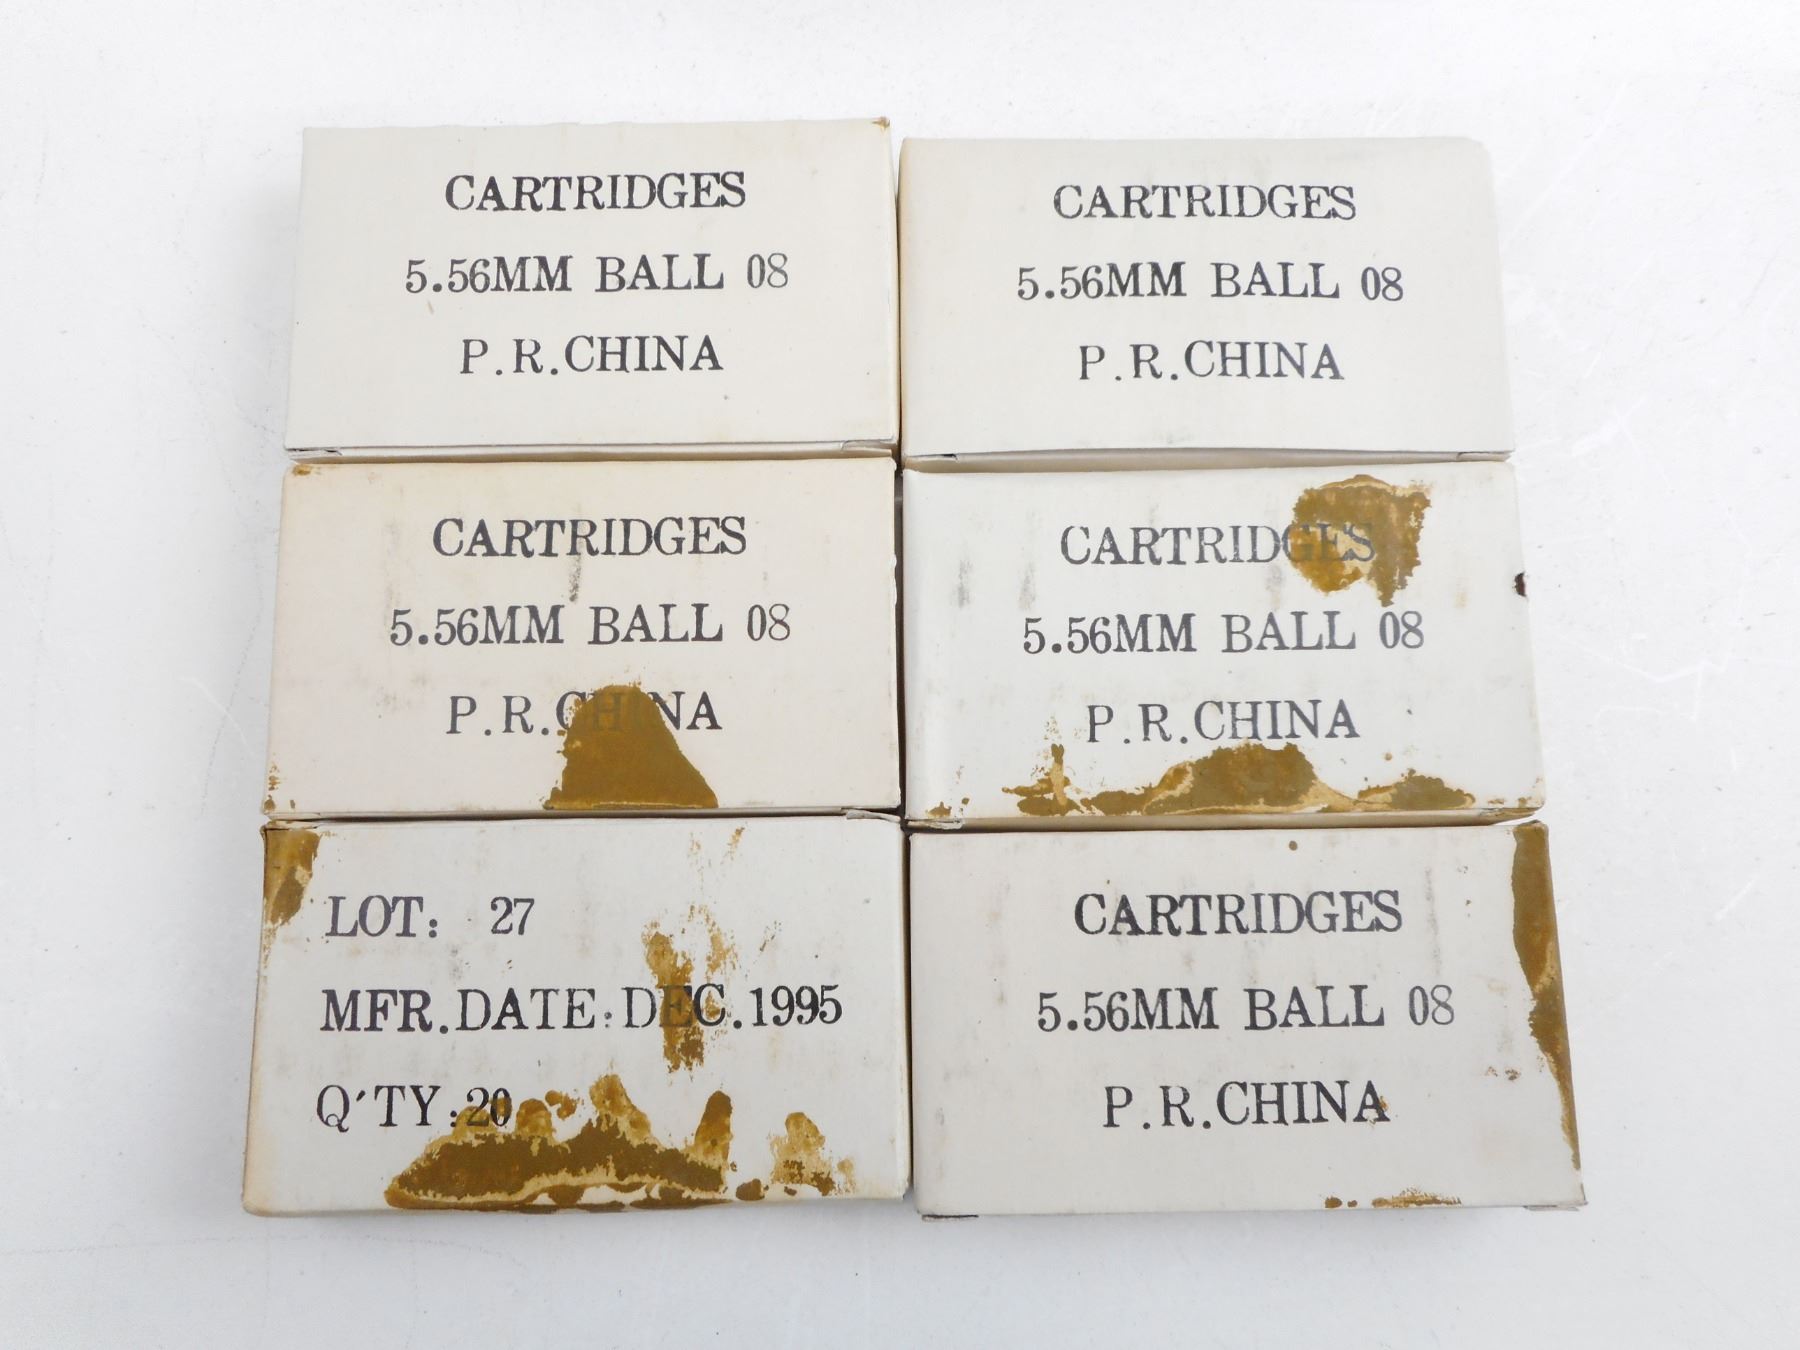 CARTRIDGES
5.56MM BALL 08
P.R.CHINA
CARTRIDGES
5.56MM BALL 08
P.R.CHINA
CARTRIDGES
5.56MM BALL 08
P.R.CHINA
CARTRIDGES
5.56MM BALL 08
P.R.CHINA
LOT: 27
MFR.DATE:DEC.1995
Q'TY:20
CARTRIDGES
5.56MM BALL 08
P.R.CHINA